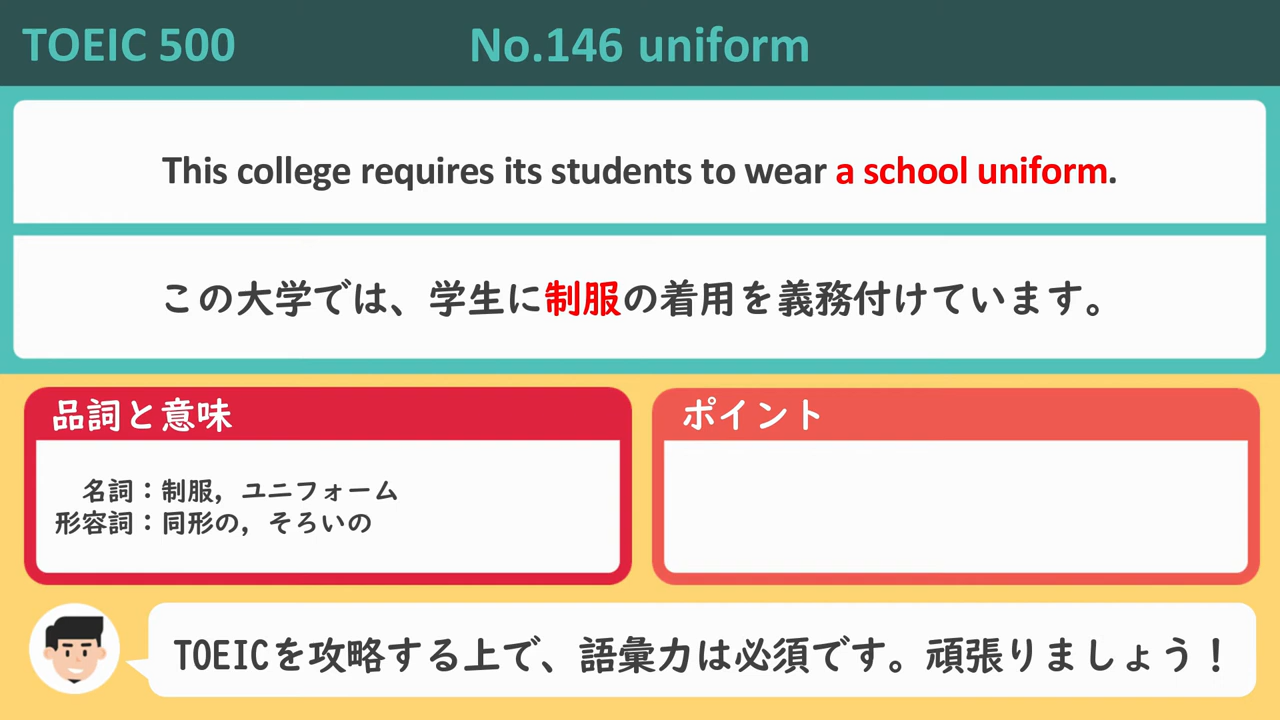 TOEIC 500
No.146 uniform
This college requires its students to wear a school uniform.
この大学では、学生に制服の着用を義務付けています。
品詞と意味
名詞：制服，ユニフォーム
形容詞：同形の，そろいの
ポイント
TOEICを攻略する上で、語彙力は必須です。頑張りましょう！